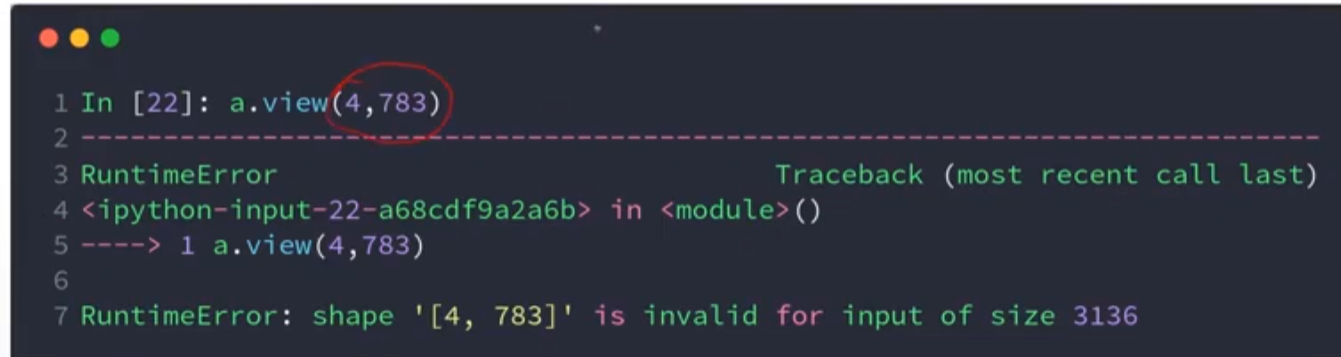 1 In [22]: a.view(4,783)
2 ---------------------------------------------------------------------------
3 RuntimeError                              Traceback (most recent call last)
4 <ipython-input-22-a68cdf9a2a6b> in <module>()
5 ----> 1 a.view(4,783)
6
7 RuntimeError: shape '[4, 783]' is invalid for input of size 3136